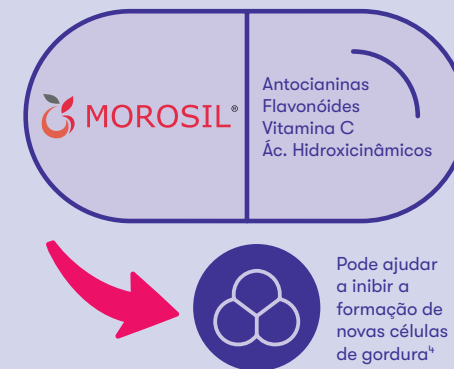 MOROSIL®
Antocianinas
Flavonóides
Vitamina C
Ác. Hidroxicinâmicos
Pode ajudar
a inibir a
formação de
novas células
de gordura⁴